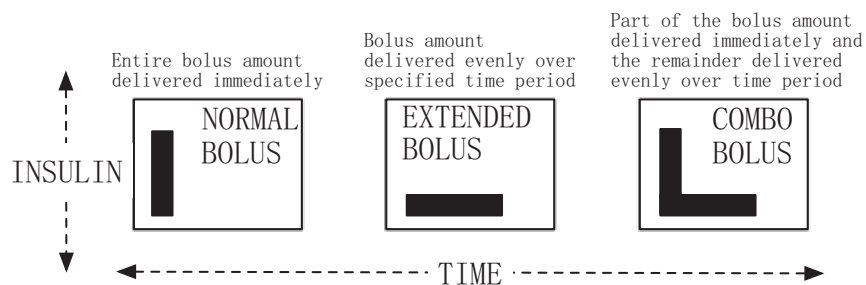 Entire bolus amount
delivered immediately
Bolus amount
delivered evenly over
specified time period
Part of the bolus amount
delivered immediately and
the remainder delivered
evenly over time period
INSULIN
NORMAL
BOLUS
EXTENDED
BOLUS
COMBO
BOLUS
TIME